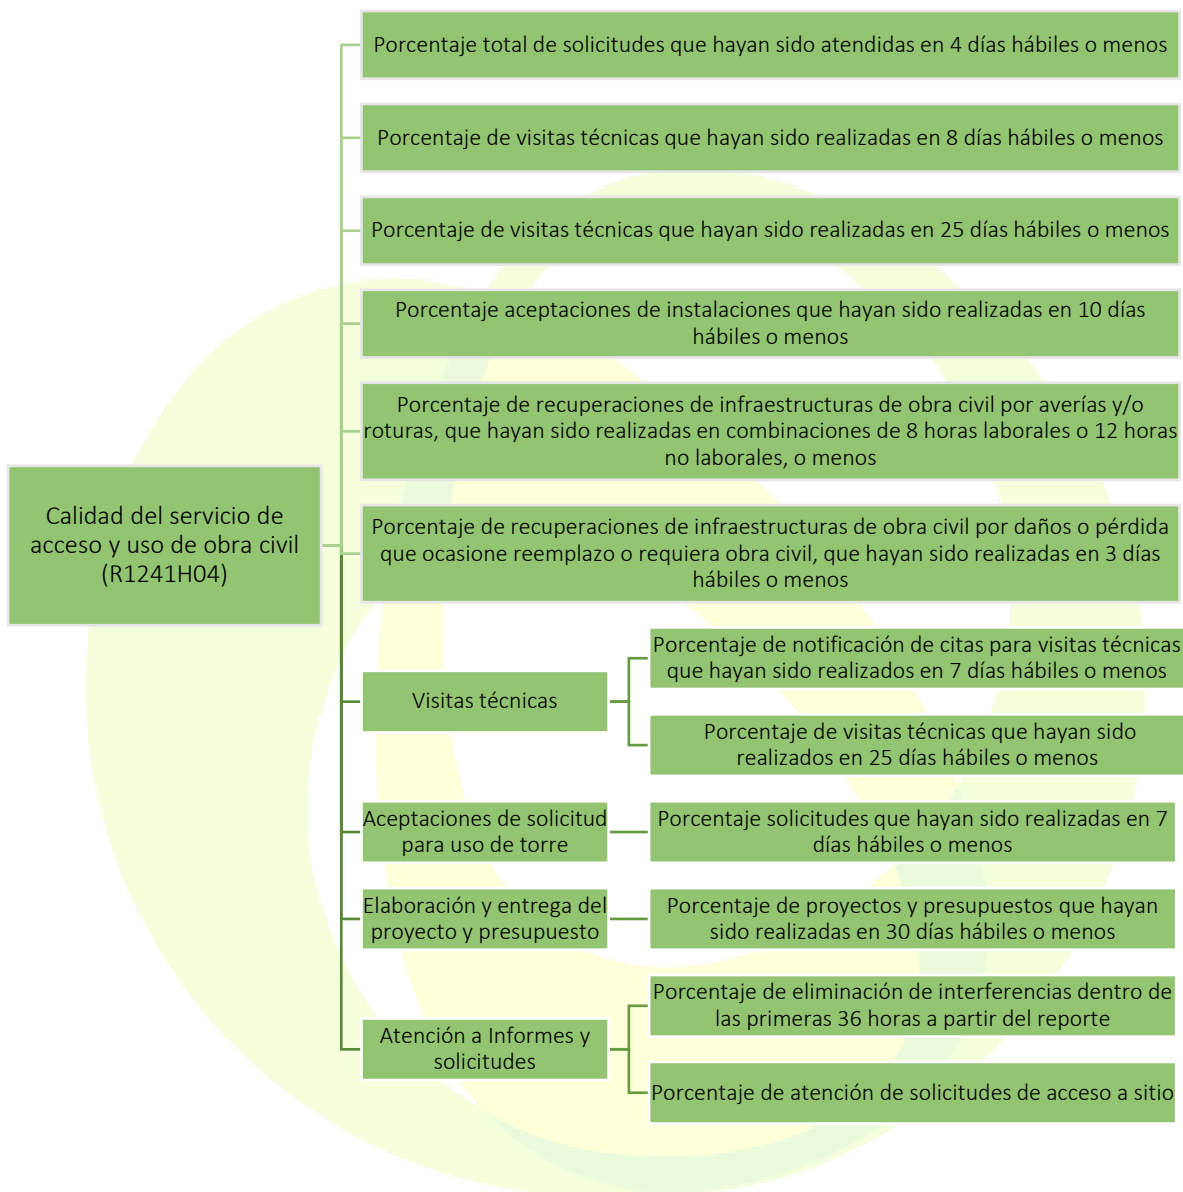 Porcentaje total de solicitudes que hayan sido atendidas en 4 días hábiles o menos
Porcentaje de visitas técnicas que hayan sido realizadas en 8 días hábiles o menos
Porcentaje de visitas técnicas que hayan sido realizadas en 25 días hábiles o menos
Porcentaje aceptaciones de instalaciones que hayan sido realizadas en 10 días
hábiles o menos
Porcentaje de recuperaciones de infraestructuras de obra civil por averías y/o
roturas, que hayan sido realizadas en combinaciones de 8 horas laborales o 12 horas
no laborales, o menos
Calidad del servicio de
acceso y uso de obra civil
(R1241H04)
Porcentaje de recuperaciones de infraestructuras de obra civil por daños o pérdida
que ocasione reemplazo o requiera obra civil, que hayan sido realizadas en 3 días
hábiles o menos
Visitas técnicas
Porcentaje de notificación de citas para visitas técnicas
que hayan sido realizados en 7 días hábiles o menos
Porcentaje de visitas técnicas que hayan sido
realizados en 25 días hábiles o menos
Aceptaciones de solicitud
para uso de torre
Porcentaje solicitudes que hayan sido realizadas en 7
días hábiles o menos
Elaboración y entrega del
proyecto y presupuesto
Porcentaje de proyectos y presupuestos que hayan
sido realizadas en 30 días hábiles o menos
Atención a Informes y
solicitudes
Porcentaje de eliminación de interferencias dentro de
las primeras 36 horas a partir del reporte
Porcentaje de atención de solicitudes de acceso a sitio